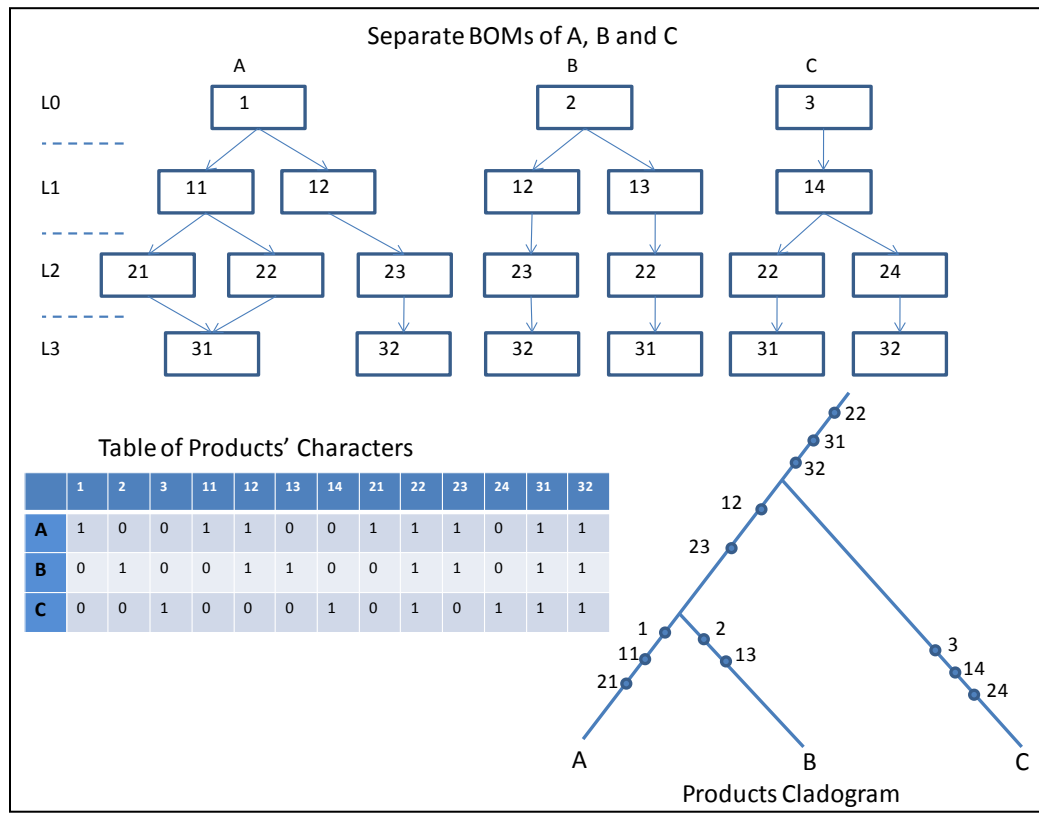 Separate BOMs of A, B and C
A B C
L0 1 2 3
L1 11 12 12 13 14
L2 21 22 23 23 22 22 24
L3 31 32 32 31 31 32
Table of Products' Characters
1 2 3 11 12 13 14 21 22 23 24 31 32
A 1 0 0 1 1 0 0 1 1 1 0 1 1
B 0 1 0 0 1 1 0 0 1 1 0 1 1
C 0 0 1 0 0 0 1 0 1 0 1 1 1
22
31
32
12
23
1 2 3
11 13 14
21 24
A B C
Products Cladogram